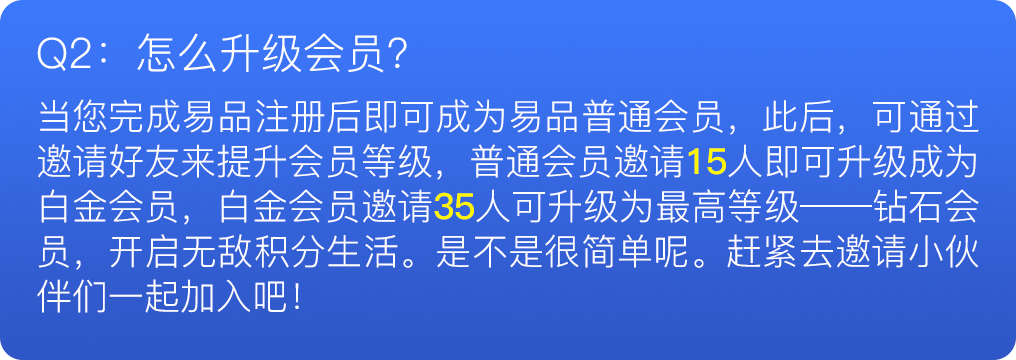 Q2：怎么升级会员？
当您完成易品注册后即可成为易品普通会员，此后，可通过
邀请好友来提升会员等级，普通会员邀请15人即可升级成为
白金会员，白金会员邀请35人可升级为最高等级——钻石会
员，开启无敌积分生活。是不是很简单呢。赶紧去邀请小伙
伴们一起加入吧！